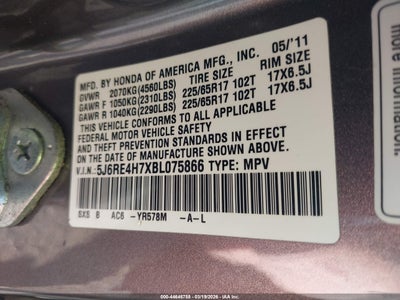 MFD. BY HONDA OF AMERICA MFG., INC. 05/'11
GVWR 2070KG(4560LBS) TIRE SIZE RIM SIZE
GAWR F 1050KG(2310LBS) 225/65R17 102T 17X6.5J
GAWR R 1040KG(2290LBS) 225/65R17 102T 17X6.5J
THIS VEHICLE CONFORMS TO ALL APPLICABLE
FEDERAL MOTOR VEHICLE SAFETY AND
THEFT PREVENTION STANDARDS IN EFFECT
ON THE DATE OF MANUFACTURE SHOWN ABOVE.
V.I.N.: 5J6RE4H7XBL075866 TYPE: MPV
SXS B AC6 -YR578M -A-L
000-44648788 - 03/19/2026 - IAA Inc.